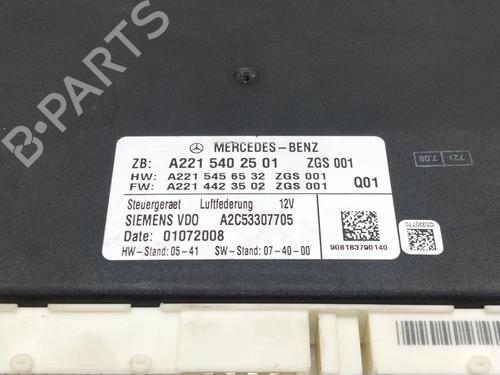 B-PARTS
MERCEDES-BENZ
ZB: A221 540 25 01 ZGS 001
HW: A221 545 65 32 ZGS 001
FW: A221 442 35 02 ZGS 001 Q01
Steuergeraet Luftfederung 12V
SIEMENS VDO A2C53307705
Date: 01072008
HW-Stand: 05-41 SW-Stand: 07-40-00
908183790140
C5330770
721
7.08